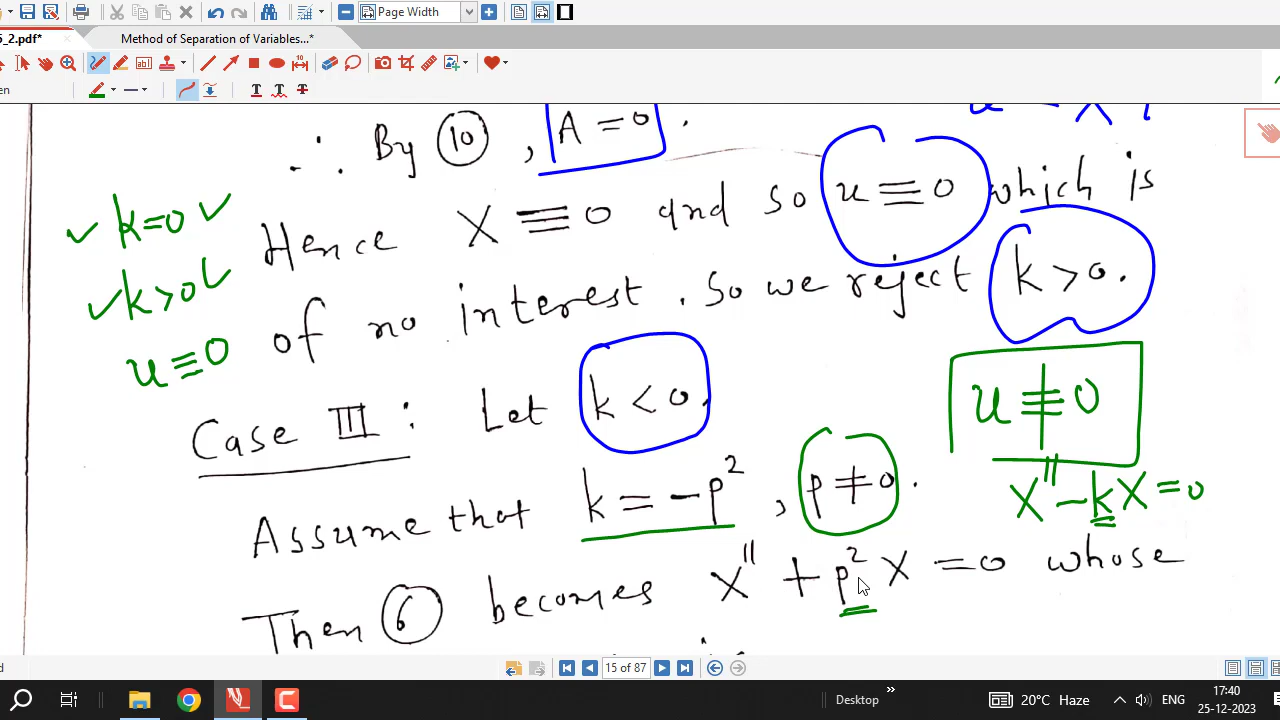 Page Width
5_2.pdf*
Method of Separation of Variables...*
en
∴ By ⑩, A = 0.
Hence X ≡ 0 and so u ≡ 0 which is
of no interest. So we reject k > 0.
k=0
k>0
u≡0
Case III : Let k < 0.
u ≢ 0
Assume that k = -p², p ≠ 0.
X'' - kX = 0
Then ⑥ becomes X'' + p²X = 0 whose
15 of 87
Desktop
20°C Haze
ENG
17:40
25-12-2023